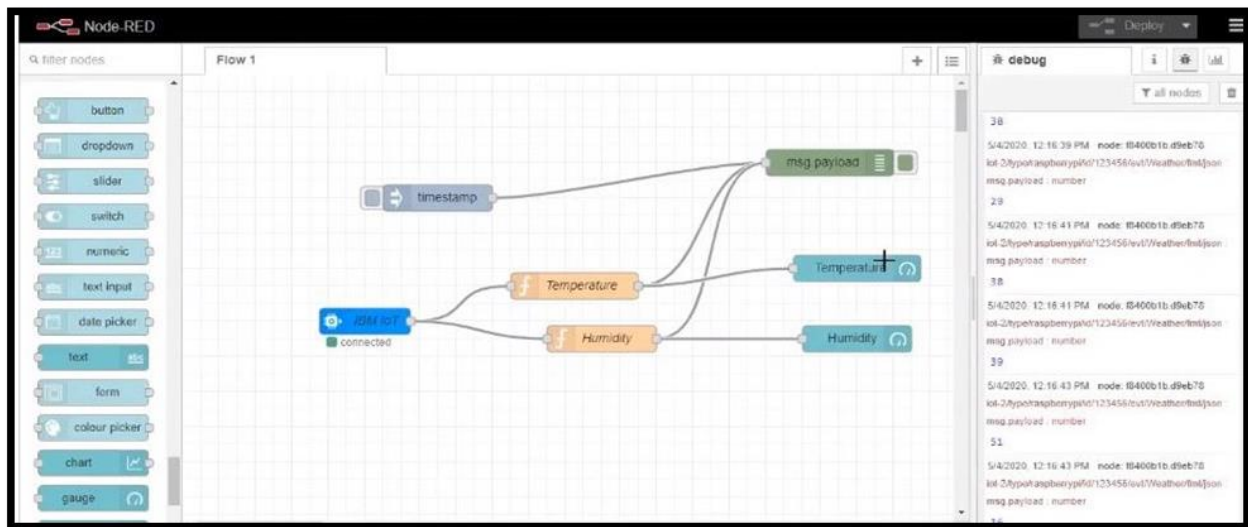 Node-RED
Deploy
filter nodes
Flow 1
debug
all nodes
button
dropdown
slider
switch
numeric
text input
date picker
text
abc
form
colour picker
chart
gauge
timestamp
msg.payload
Temperature
Temperature
IBM IoT
connected
Humidity
Humidity
38
5/4/2020, 12:16:39 PM node: f8400b1b.d9eb78
iot-2/type/raspberrypi/id/123456/evt/Weather/fmt/json
msg.payload : number
29
5/4/2020, 12:16:41 PM node: f8400b1b.d9eb78
iot-2/type/raspberrypi/id/123456/evt/Weather/fmt/json :
msg.payload : number
38
5/4/2020, 12:16:41 PM node: f8400b1b.d9eb78
iot-2/type/raspberrypi/id/123456/evt/Weather/fmt/json :
msg.payload : number
39
5/4/2020, 12:16:43 PM node: f8400b1b.d9eb78
iot-2/type/raspberrypi/id/123456/evt/Weather/fmt/json :
msg.payload : number
51
5/4/2020, 12:16:43 PM node: f8400b1b.d9eb78
iot-2/type/raspberrypi/id/123456/evt/Weather/fmt/json
msg.payload : number